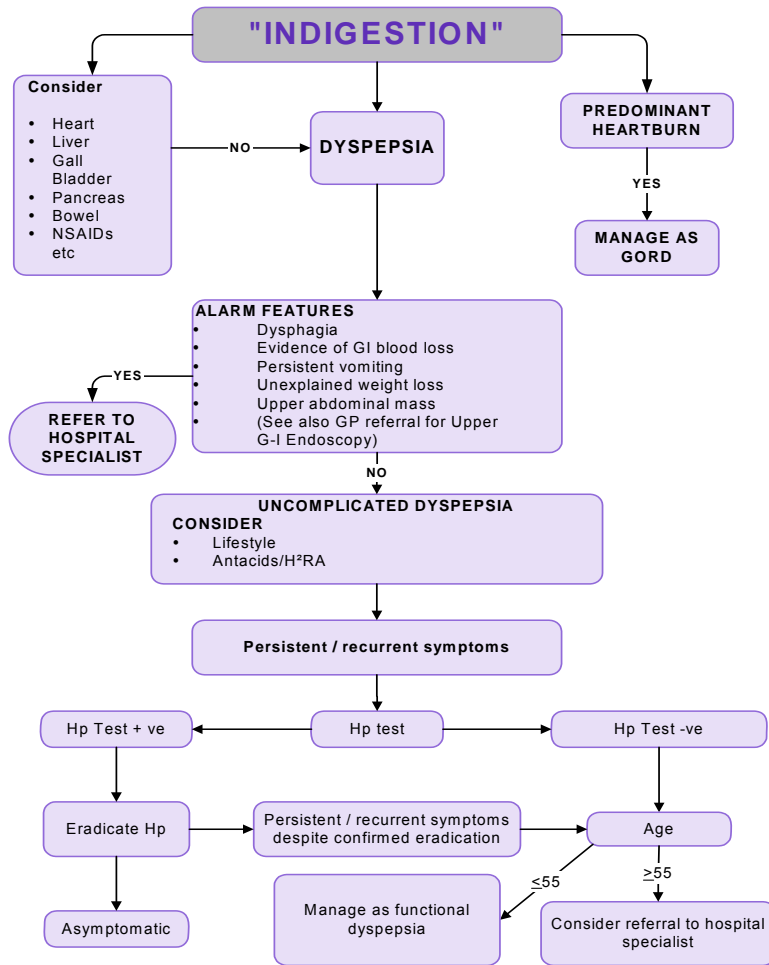 "INDIGESTION"
Consider
• Heart
• Liver
• Gall
Bladder
• Pancreas
• Bowel
• NSAIDs
etc
NO
DYSPEPSIA
PREDOMINANT
HEARTBURN
YES
MANAGE AS
GORD
ALARM FEATURES
• Dysphagia
• Evidence of GI blood loss
• Persistent vomiting
• Unexplained weight loss
• Upper abdominal mass
• (See also GP referral for Upper
G-I Endoscopy)
YES
REFER TO
HOSPITAL
SPECIALIST
NO
UNCOMPLICATED DYSPEPSIA
CONSIDER
• Lifestyle
• Antacids/H²RA
Persistent / recurrent symptoms
Hp Test + ve
Hp test
Hp Test -ve
Eradicate Hp
Persistent / recurrent symptoms
despite confirmed eradication
Age
≤55
≥55
Asymptomatic
Manage as functional
dyspepsia
Consider referral to hospital
specialist